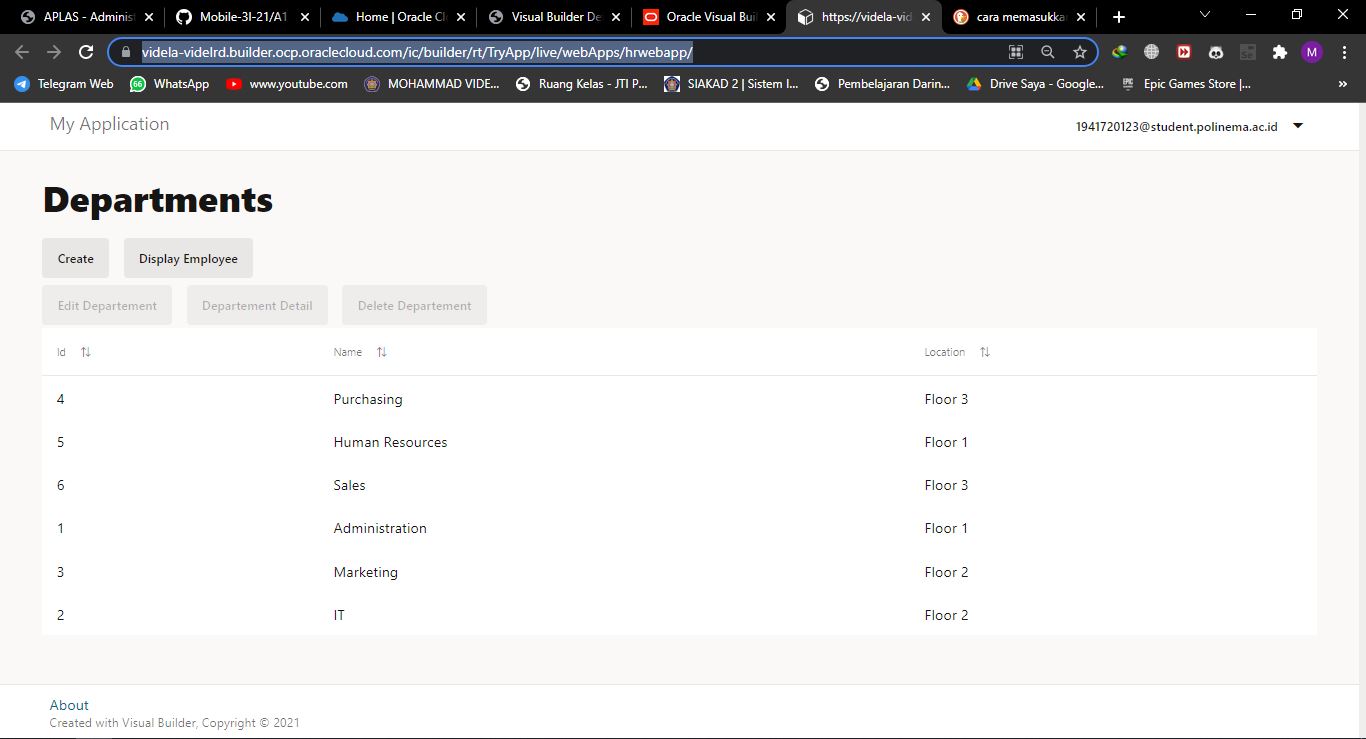 APLAS - Adminis
Mobile-3I-21/A1
Home | Oracle Cl
Visual Builder De
Oracle Visual Buil
https://videla-vid
cara memasukka
videla-videlrd.builder.ocp.oraclecloud.com/ic/builder/rt/TryApp/live/webApps/hrwebapp/
M
Telegram Web
WhatsApp
www.youtube.com
MOHAMMAD VIDE...
Ruang Kelas - JTI P...
SIAKAD 2 | Sistem I...
Pembelajaran Darin...
Drive Saya - Google...
Epic Games Store |...
»
My Application
1941720123@student.polinema.ac.id
Departments
Create Display Employee
Edit Departement Departement Detail Delete Departement
Id Name Location
4 Purchasing Floor 3
5 Human Resources Floor 1
6 Sales Floor 3
1 Administration Floor 1
3 Marketing Floor 2
2 IT Floor 2
About
Created with Visual Builder, Copyright © 2021